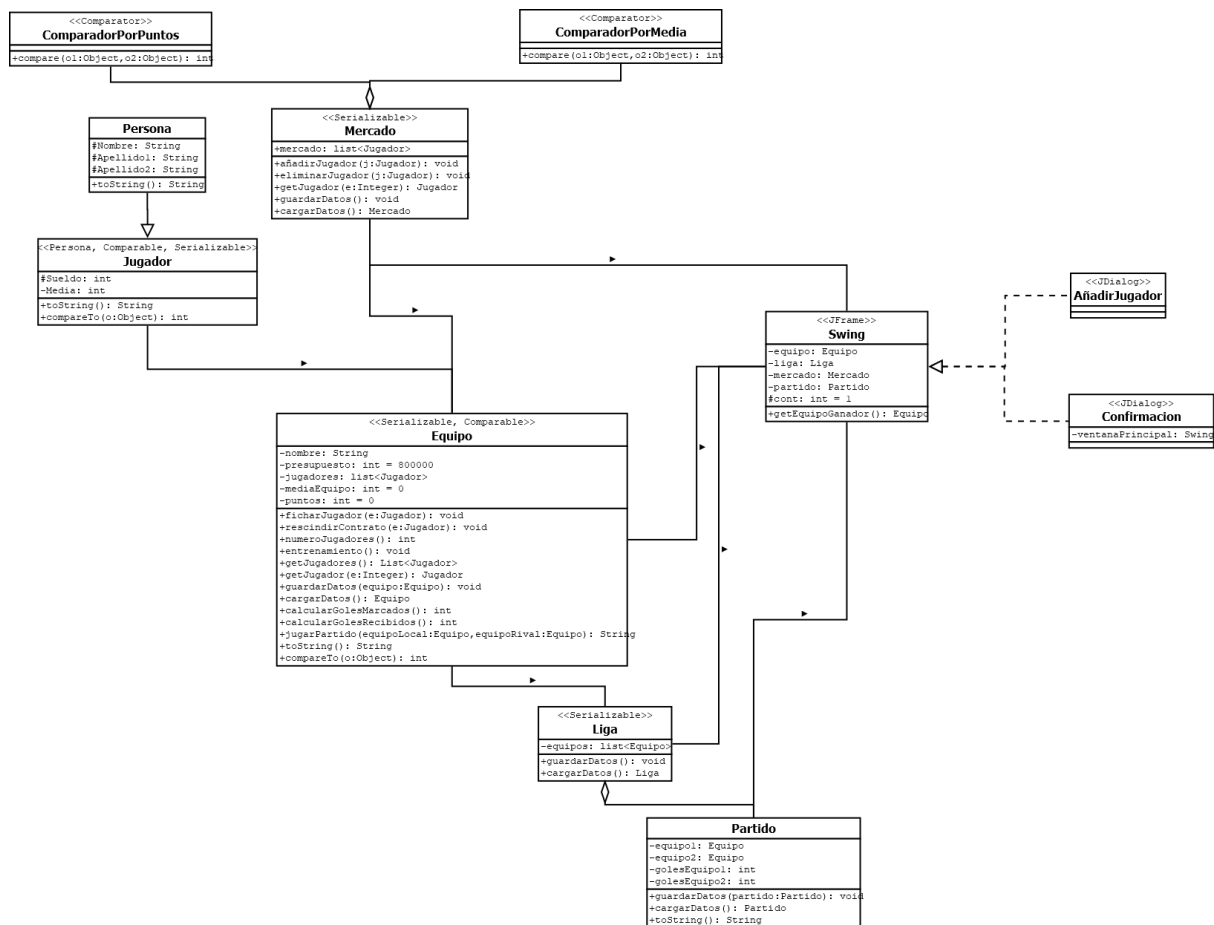 <<Comparator>>
ComparadorPorPuntos
+compare(o1:Object,o2:Object): int
<<Comparator>>
ComparadorPorMedia
+compare(o1:Object,o2:Object): int
<<Serializable>>
Mercado
+mercado: list<Jugador>
+añadirJugador(j:Jugador): void
+eliminarJugador(j:Jugador): void
+getJugador(e:Integer): Jugador
+guardarDatos(): void
+cargarDatos(): Mercado
Persona
#Nombre: String
#Apellido1: String
#Apellido2: String
+toString(): String
<<Persona, Comparable, Serializable>>
Jugador
#Sueldo: int
-Media: int
+toString(): String
+compareTo(o:Object): int
<<JFrame>>
Swing
-equipo: Equipo
-liga: Liga
-mercado: Mercado
-partido: Partido
#cont: int = 1
+getEquipoGanador(): Equipo
<<JDialog>>
AñadirJugador
<<JDialog>>
Confirmacion
-ventanaPrincipal: Swing
<<Serializable, Comparable>>
Equipo
-nombre: String
-presupuesto: int = 800000
-jugadores: list<Jugador>
-mediaEquipo: int = 0
-puntos: int = 0
+ficharJugador(e:Jugador): void
+rescindirContrato(e:Jugador): void
+numeroJugadores(): int
+entrenamiento(): void
+getJugadores(): List<Jugador>
+getJugador(e:Integer): Jugador
+guardarDatos(equipo:Equipo): void
+cargarDatos(): Equipo
+calcularGolesMarcados(): int
+calcularGolesRecibidos(): int
+jugarPartido(equipoLocal:Equipo,equipoRival:Equipo): String
+toString(): String
+compareTo(o:Object): int
<<Serializable>>
Liga
-equipos: list<Equipo>
+guardarDatos(): void
+cargarDatos(): Liga
Partido
-equipo1: Equipo
-equipo2: Equipo
-golesEquipo1: int
-golesEquipo2: int
+guardarDatos(partido:Partido): void
+cargarDatos(): Partido
+toString(): String